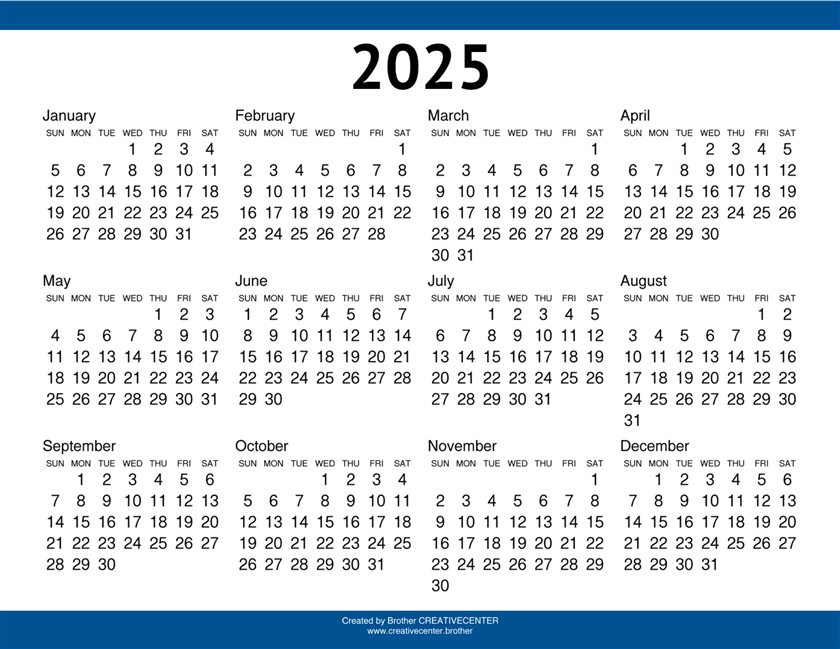 2025
January
SUN MON TUE WED THU FRI SAT
1 2 3 4
5 6 7 8 9 10 11
12 13 14 15 16 17 18
19 20 21 22 23 24 25
26 27 28 29 30 31
February
SUN MON TUE WED THU FRI SAT
1
2 3 4 5 6 7 8
9 10 11 12 13 14 15
16 17 18 19 20 21 22
23 24 25 26 27 28
March
SUN MON TUE WED THU FRI SAT
1
2 3 4 5 6 7 8
9 10 11 12 13 14 15
16 17 18 19 20 21 22
23 24 25 26 27 28 29
30 31
April
SUN MON TUE WED THU FRI SAT
1 2 3 4 5
6 7 8 9 10 11 12
13 14 15 16 17 18 19
20 21 22 23 24 25 26
27 28 29 30
May
SUN MON TUE WED THU FRI SAT
1 2 3
4 5 6 7 8 9 10
11 12 13 14 15 16 17
18 19 20 21 22 23 24
25 26 27 28 29 30 31
June
SUN MON TUE WED THU FRI SAT
1 2 3 4 5 6 7
8 9 10 11 12 13 14
15 16 17 18 19 20 21
22 23 24 25 26 27 28
29 30
July
SUN MON TUE WED THU FRI SAT
1 2 3 4 5
6 7 8 9 10 11 12
13 14 15 16 17 18 19
20 21 22 23 24 25 26
27 28 29 30 31
August
SUN MON TUE WED THU FRI SAT
1 2
3 4 5 6 7 8 9
10 11 12 13 14 15 16
17 18 19 20 21 22 23
24 25 26 27 28 29 30
31
September
SUN MON TUE WED THU FRI SAT
1 2 3 4 5 6
7 8 9 10 11 12 13
14 15 16 17 18 19 20
21 22 23 24 25 26 27
28 29 30
October
SUN MON TUE WED THU FRI SAT
1 2 3 4
5 6 7 8 9 10 11
12 13 14 15 16 17 18
19 20 21 22 23 24 25
26 27 28 29 30 31
November
SUN MON TUE WED THU FRI SAT
1
2 3 4 5 6 7 8
9 10 11 12 13 14 15
16 17 18 19 20 21 22
23 24 25 26 27 28 29
30
December
SUN MON TUE WED THU FRI SAT
1 2 3 4 5 6
7 8 9 10 11 12 13
14 15 16 17 18 19 20
21 22 23 24 25 26 27
28 29 30 31
Created by Brother CREATIVECENTER
www.creativecenter.brother